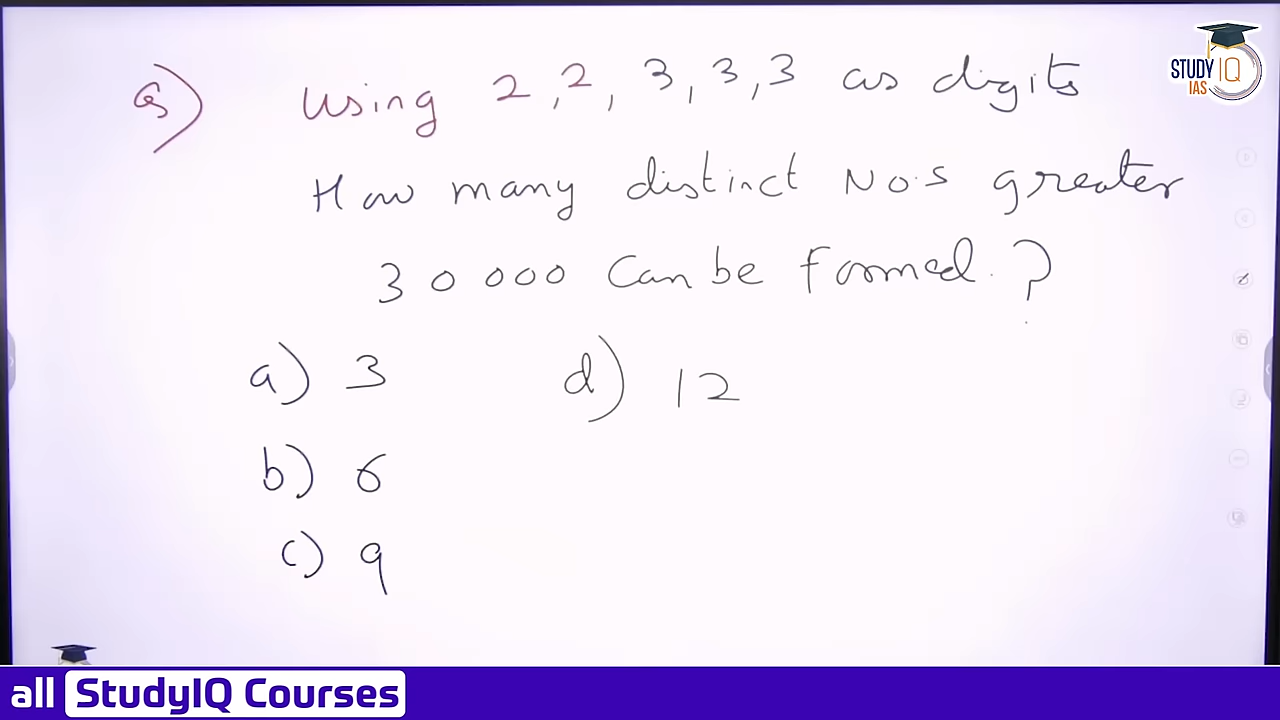 STUDY IQ
IAS
Q) Using 2, 2, 3, 3, 3 as digits
How many distinct No.s greater
30000 can be formed. ?
a) 3 d) 12
b) 6
c) 9
all StudyIQ Courses